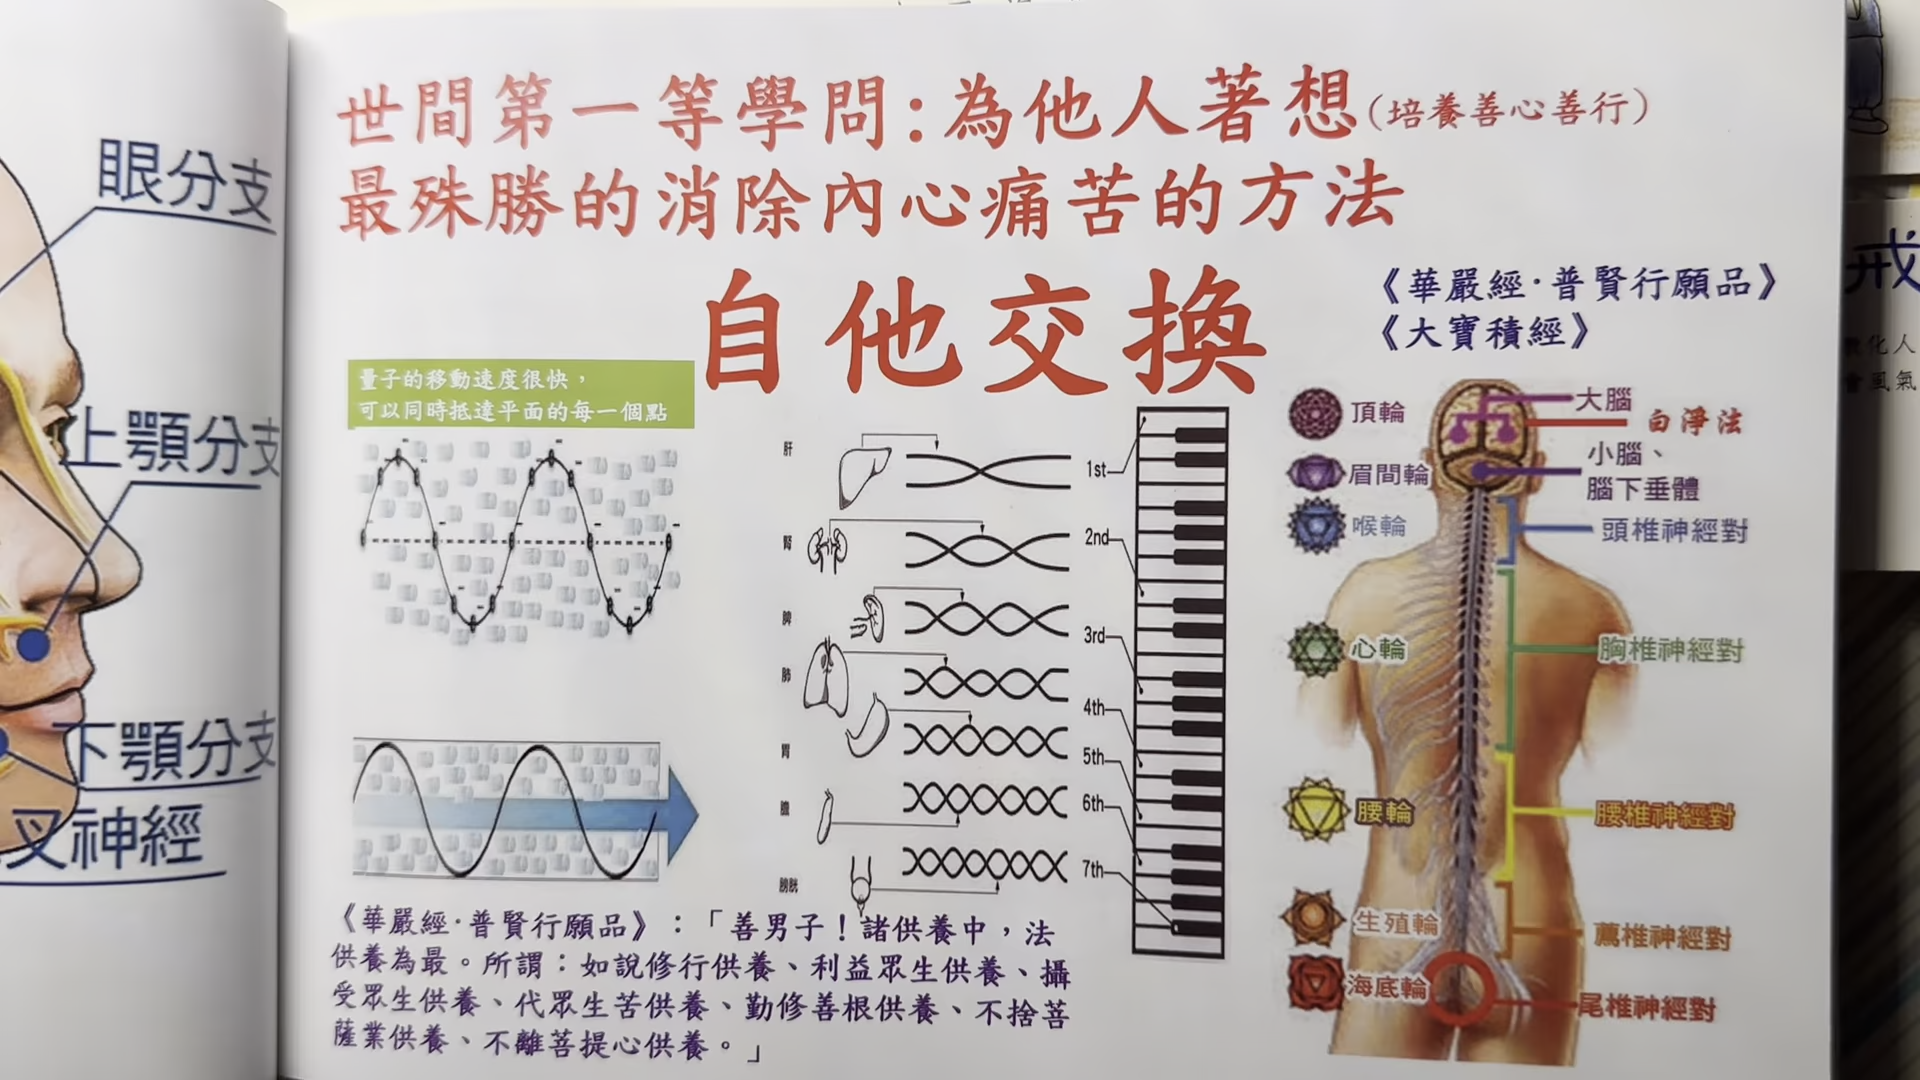 眼分支
上顎分支
下顎分支
叉神經
世間第一等學問:為他人著想(培養善心善行)
最殊勝的消除內心痛苦的方法
自他交換
《華嚴經·普賢行願品》
《大寶積經》
量子的移動速度很快,
可以同時抵達平面的每一個點
肝
腎
脾
肺
胃
膽
膀胱
1st
2nd
3rd
4th
5th
6th
7th
頂輪
眉間輪
喉輪
心輪
腰輪
生殖輪
海底輪
大腦
白淨法
小腦、
腦下垂體
頭椎神經對
胸椎神經對
腰椎神經對
薦椎神經對
尾椎神經對
《華嚴經·普賢行願品》:「善男子!諸供養中,法
供養為最。所謂:如說修行供養、利益眾生供養、攝
受眾生供養、代眾生苦供養、勤修善根供養、不捨菩
薩業供養、不離菩提心供養。」
戒
化人
風氣